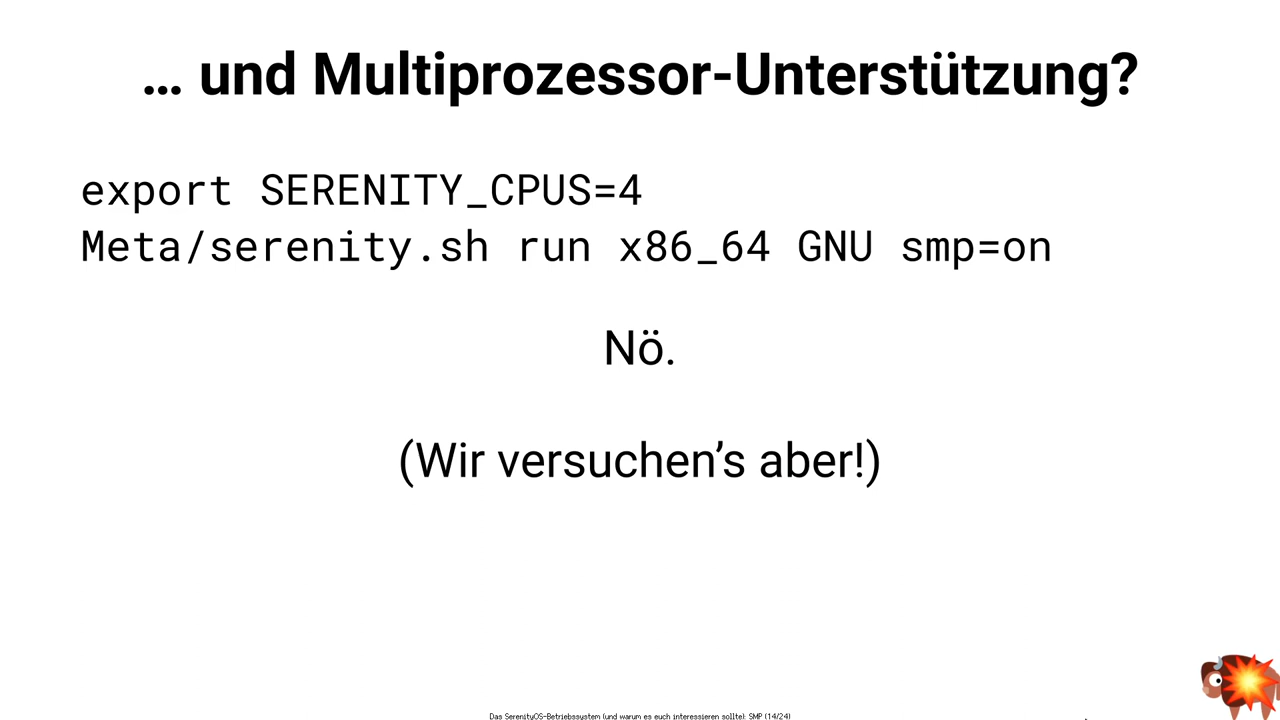 … und Multiprozessor-Unterstützung?
export SERENITY_CPUS=4
Meta/serenity.sh run x86_64 GNU smp=on
Nö.
(Wir versuchen’s aber!)
Das SerenityOS-Betriebssystem (und warum es euch interessieren sollte): SMP (14/24)